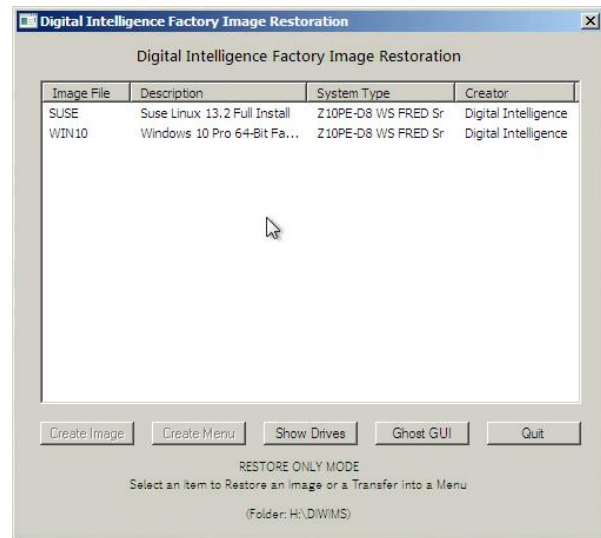 Digital Intelligence Factory Image Restoration
Digital Intelligence Factory Image Restoration
Image File Description System Type Creator
SUSE Suse Linux 13.2 Full Install Z10PE-D8 WS FRED Sr Digital Intelligence
WIN10 Windows 10 Pro 64-Bit Fa... Z10PE-D8 WS FRED Sr Digital Intelligence
Create Image Create Menu Show Drives Ghost GUI Quit
RESTORE ONLY MODE
Select an Item to Restore an Image or a Transfer into a Menu
(Folder: H:\DIWIMS)